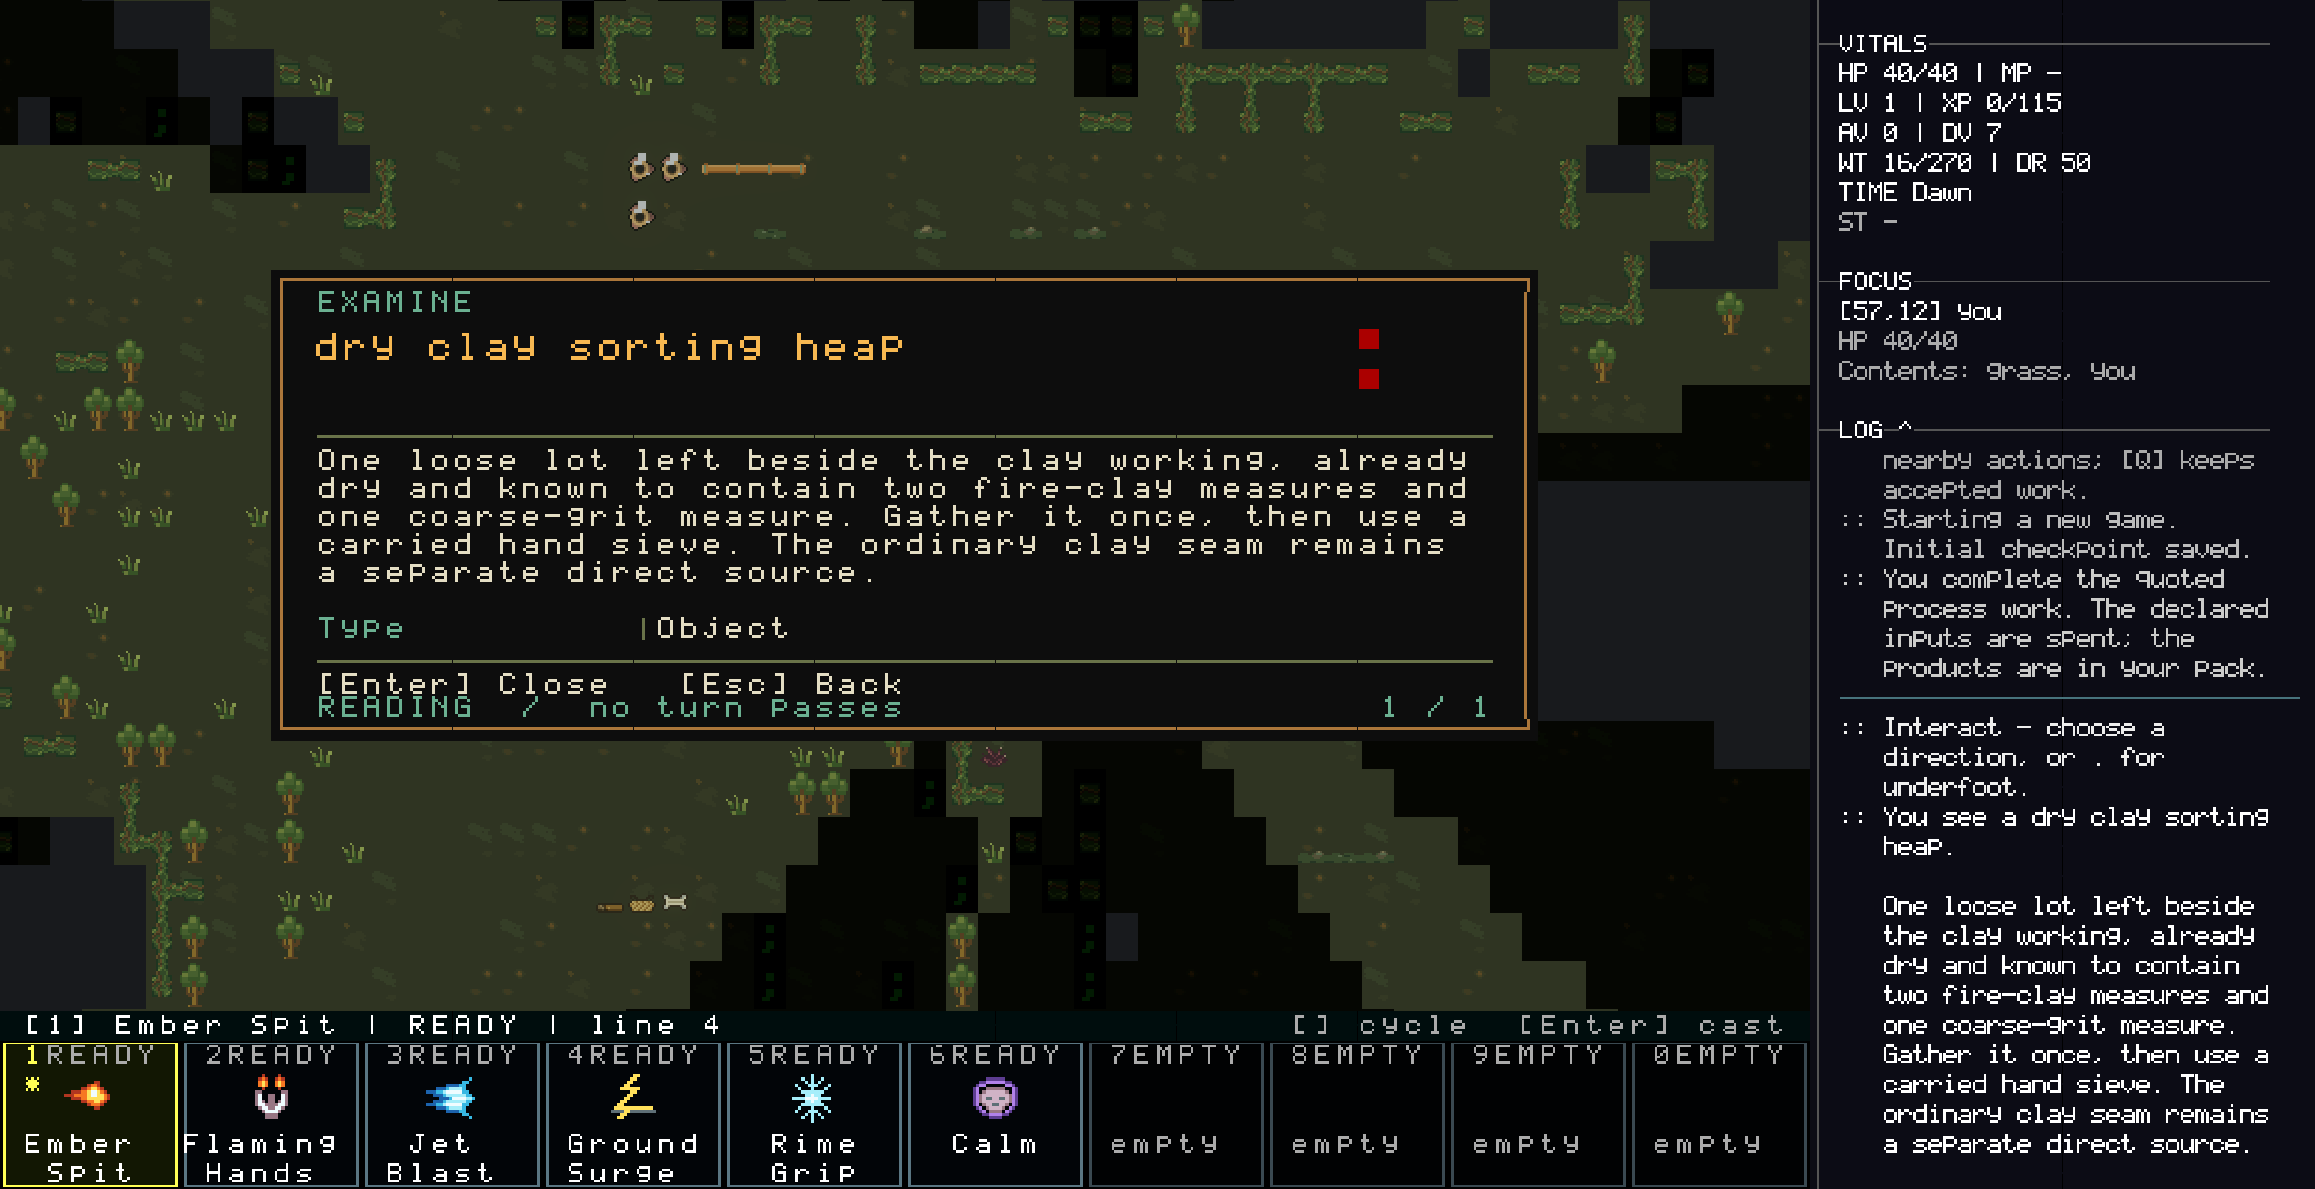 EXAMINE
dry clay sorting heap
One loose lot left beside the clay working, already
dry and known to contain two fire-clay measures and
one coarse-grit measure. Gather it once, then use a
carried hand sieve. The ordinary clay seam remains
a separate direct source.
Type |Object
[Enter] Close [Esc] Back
READING / no turn passes 1 / 1
[1] Ember Spit | READY | line 4 [] cycle [Enter] cast
1READY 2READY 3READY 4READY 5READY 6READY 7EMPTY 8EMPTY 9EMPTY 0EMPTY
*
Ember Flaming Jet Ground Rime Calm empty empty empty empty
Spit Hands Blast Surge Grip
VITALS
HP 40/40 | MP -
LV 1 | XP 0/115
AV 0 | DV 7
WT 16/270 | DR 50
TIME Dawn
ST -
FOCUS
[57,12] you
HP 40/40
Contents: grass, you
LOG ^
nearby actions; [Q] keeps
accepted work.
:: Starting a new game.
Initial checkpoint saved.
:: You complete the quoted
process work. The declared
inputs are spent; the
products are in your pack.
:: Interact - choose a
direction, or . for
underfoot.
:: You see a dry clay sorting
heap.
One loose lot left beside
the clay working, already
dry and known to contain
two fire-clay measures and
one coarse-grit measure.
Gather it once, then use a
carried hand sieve. The
ordinary clay seam remains
a separate direct source.